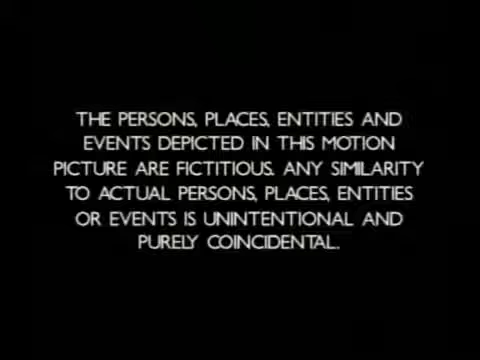 THE PERSONS, PLACES, ENTITIES AND
EVENTS DEPICTED IN THIS MOTION
PICTURE ARE FICTITIOUS. ANY SIMILARITY
TO ACTUAL PERSONS, PLACES, ENTITIES
OR EVENTS IS UNINTENTIONAL AND
PURELY COINCIDENTAL.